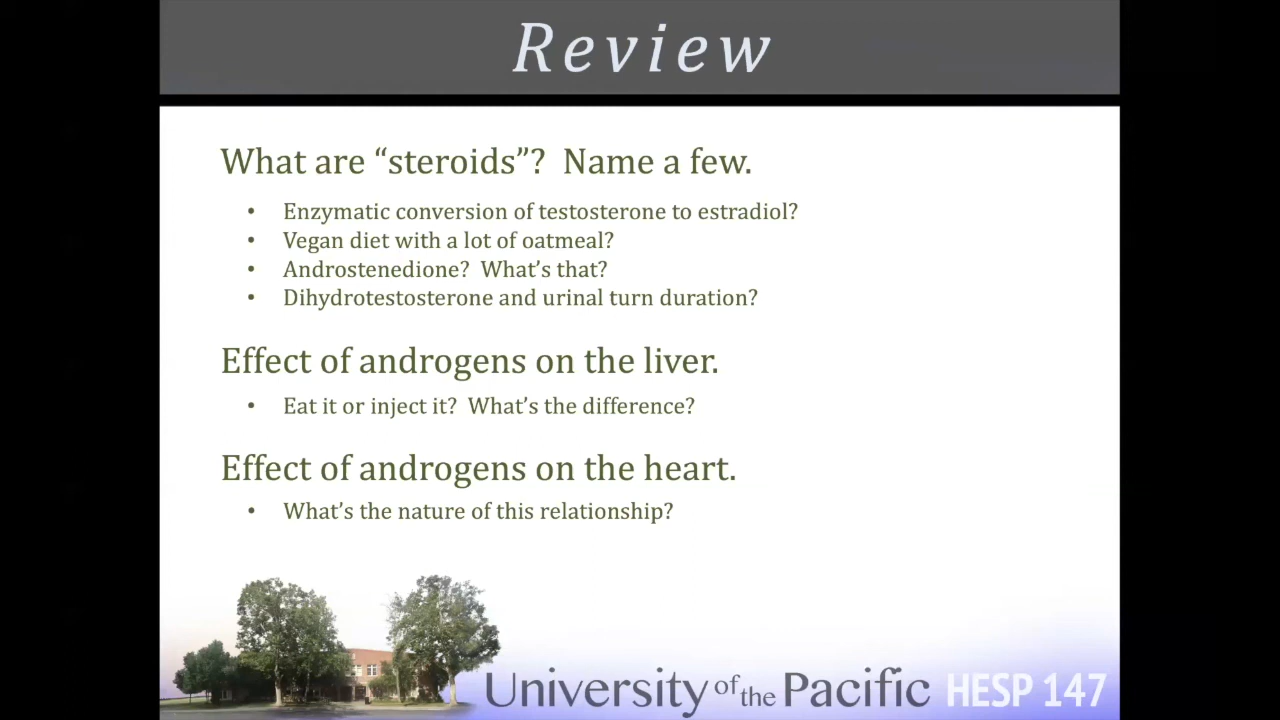 Review
What are “steroids”?  Name a few.
• Enzymatic conversion of testosterone to estradiol?
• Vegan diet with a lot of oatmeal?
• Androstenedione?  What’s that?
• Dihydrotestosterone and urinal turn duration?
Effect of androgens on the liver.
• Eat it or inject it?  What’s the difference?
Effect of androgens on the heart.
• What’s the nature of this relationship?
University of the Pacific HESP 147